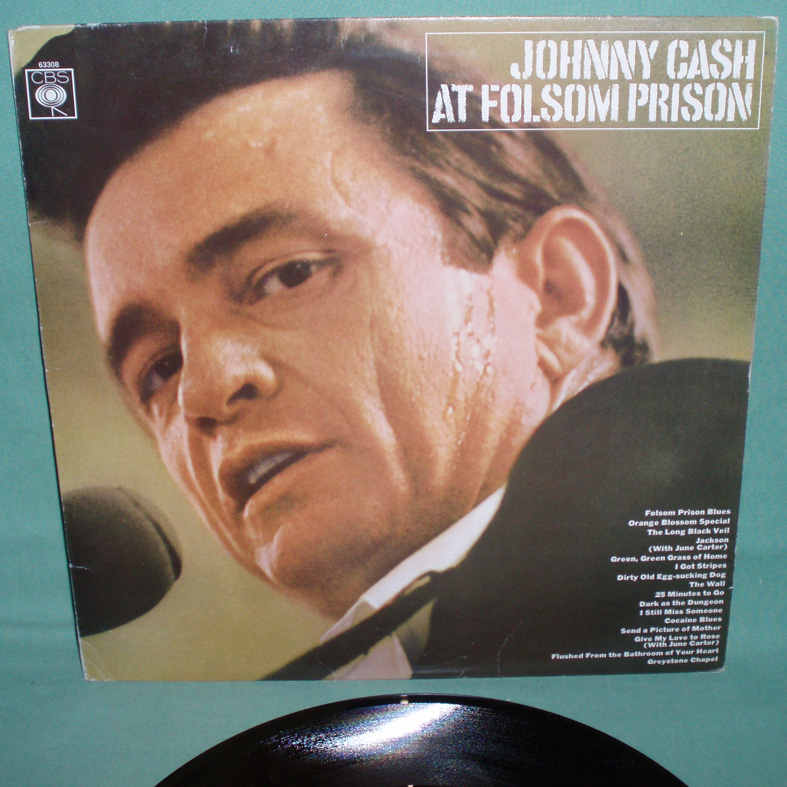 63308
CBS
JOHNNY CASH
AT FOLSOM PRISON
Folsom Prison Blues
Orange Blossom Special
The Long Black Veil
Jackson
(With June Carter)
Green, Green Grass of Home
I Got Stripes
Dirty Old Egg-sucking Dog
The Wall
25 Minutes to Go
Dark as the Dungeon
I Still Miss Someone
Cocaine Blues
Send a Picture of Mother
Give My Love to Rose
(With June Carter)
Flushed From the Bathroom of Your Heart
Greystone Chapel